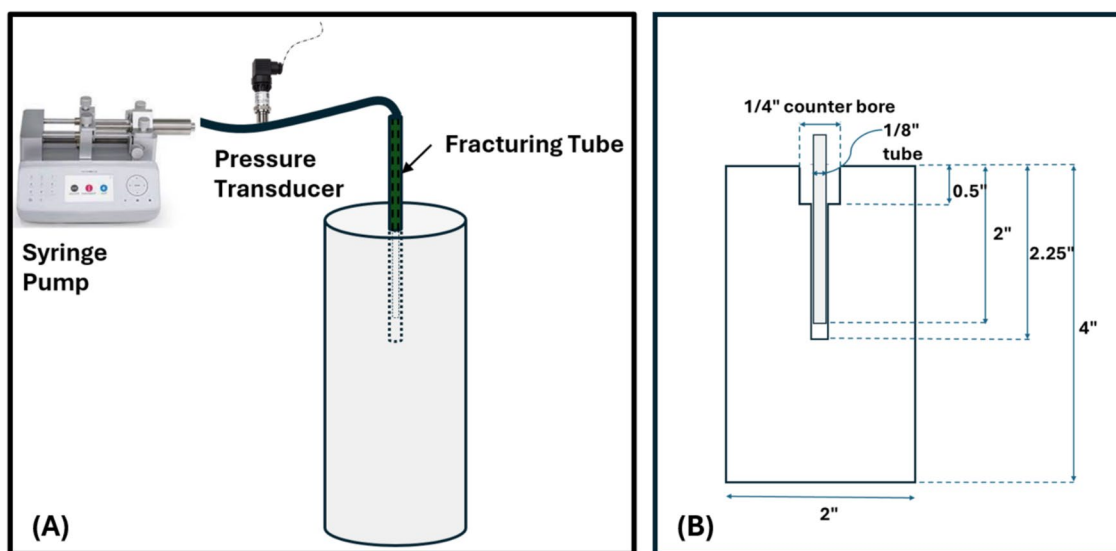 Pressure
Transducer
Fracturing Tube
Syringe
Pump
(A)
1/4" counter bore
1/8"
tube
0.5"
2"
2.25"
4"
2"
(B)